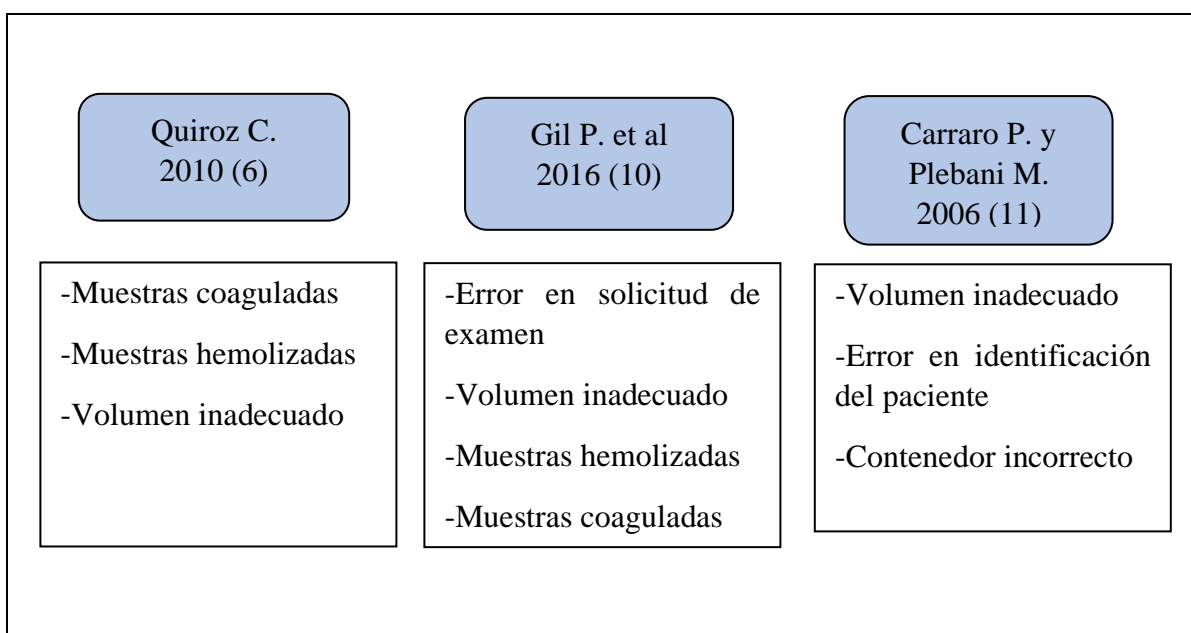 Quiroz C.
2010 (6)
Gil P. et al
2016 (10)
Carraro P. y
Plebani M.
2006 (11)
-Muestras coaguladas
-Muestras hemolizadas
-Volumen inadecuado
-Error en solicitud de
examen
-Volumen inadecuado
-Muestras hemolizadas
-Muestras coaguladas
-Volumen inadecuado
-Error en identificación
del paciente
-Contenedor incorrecto